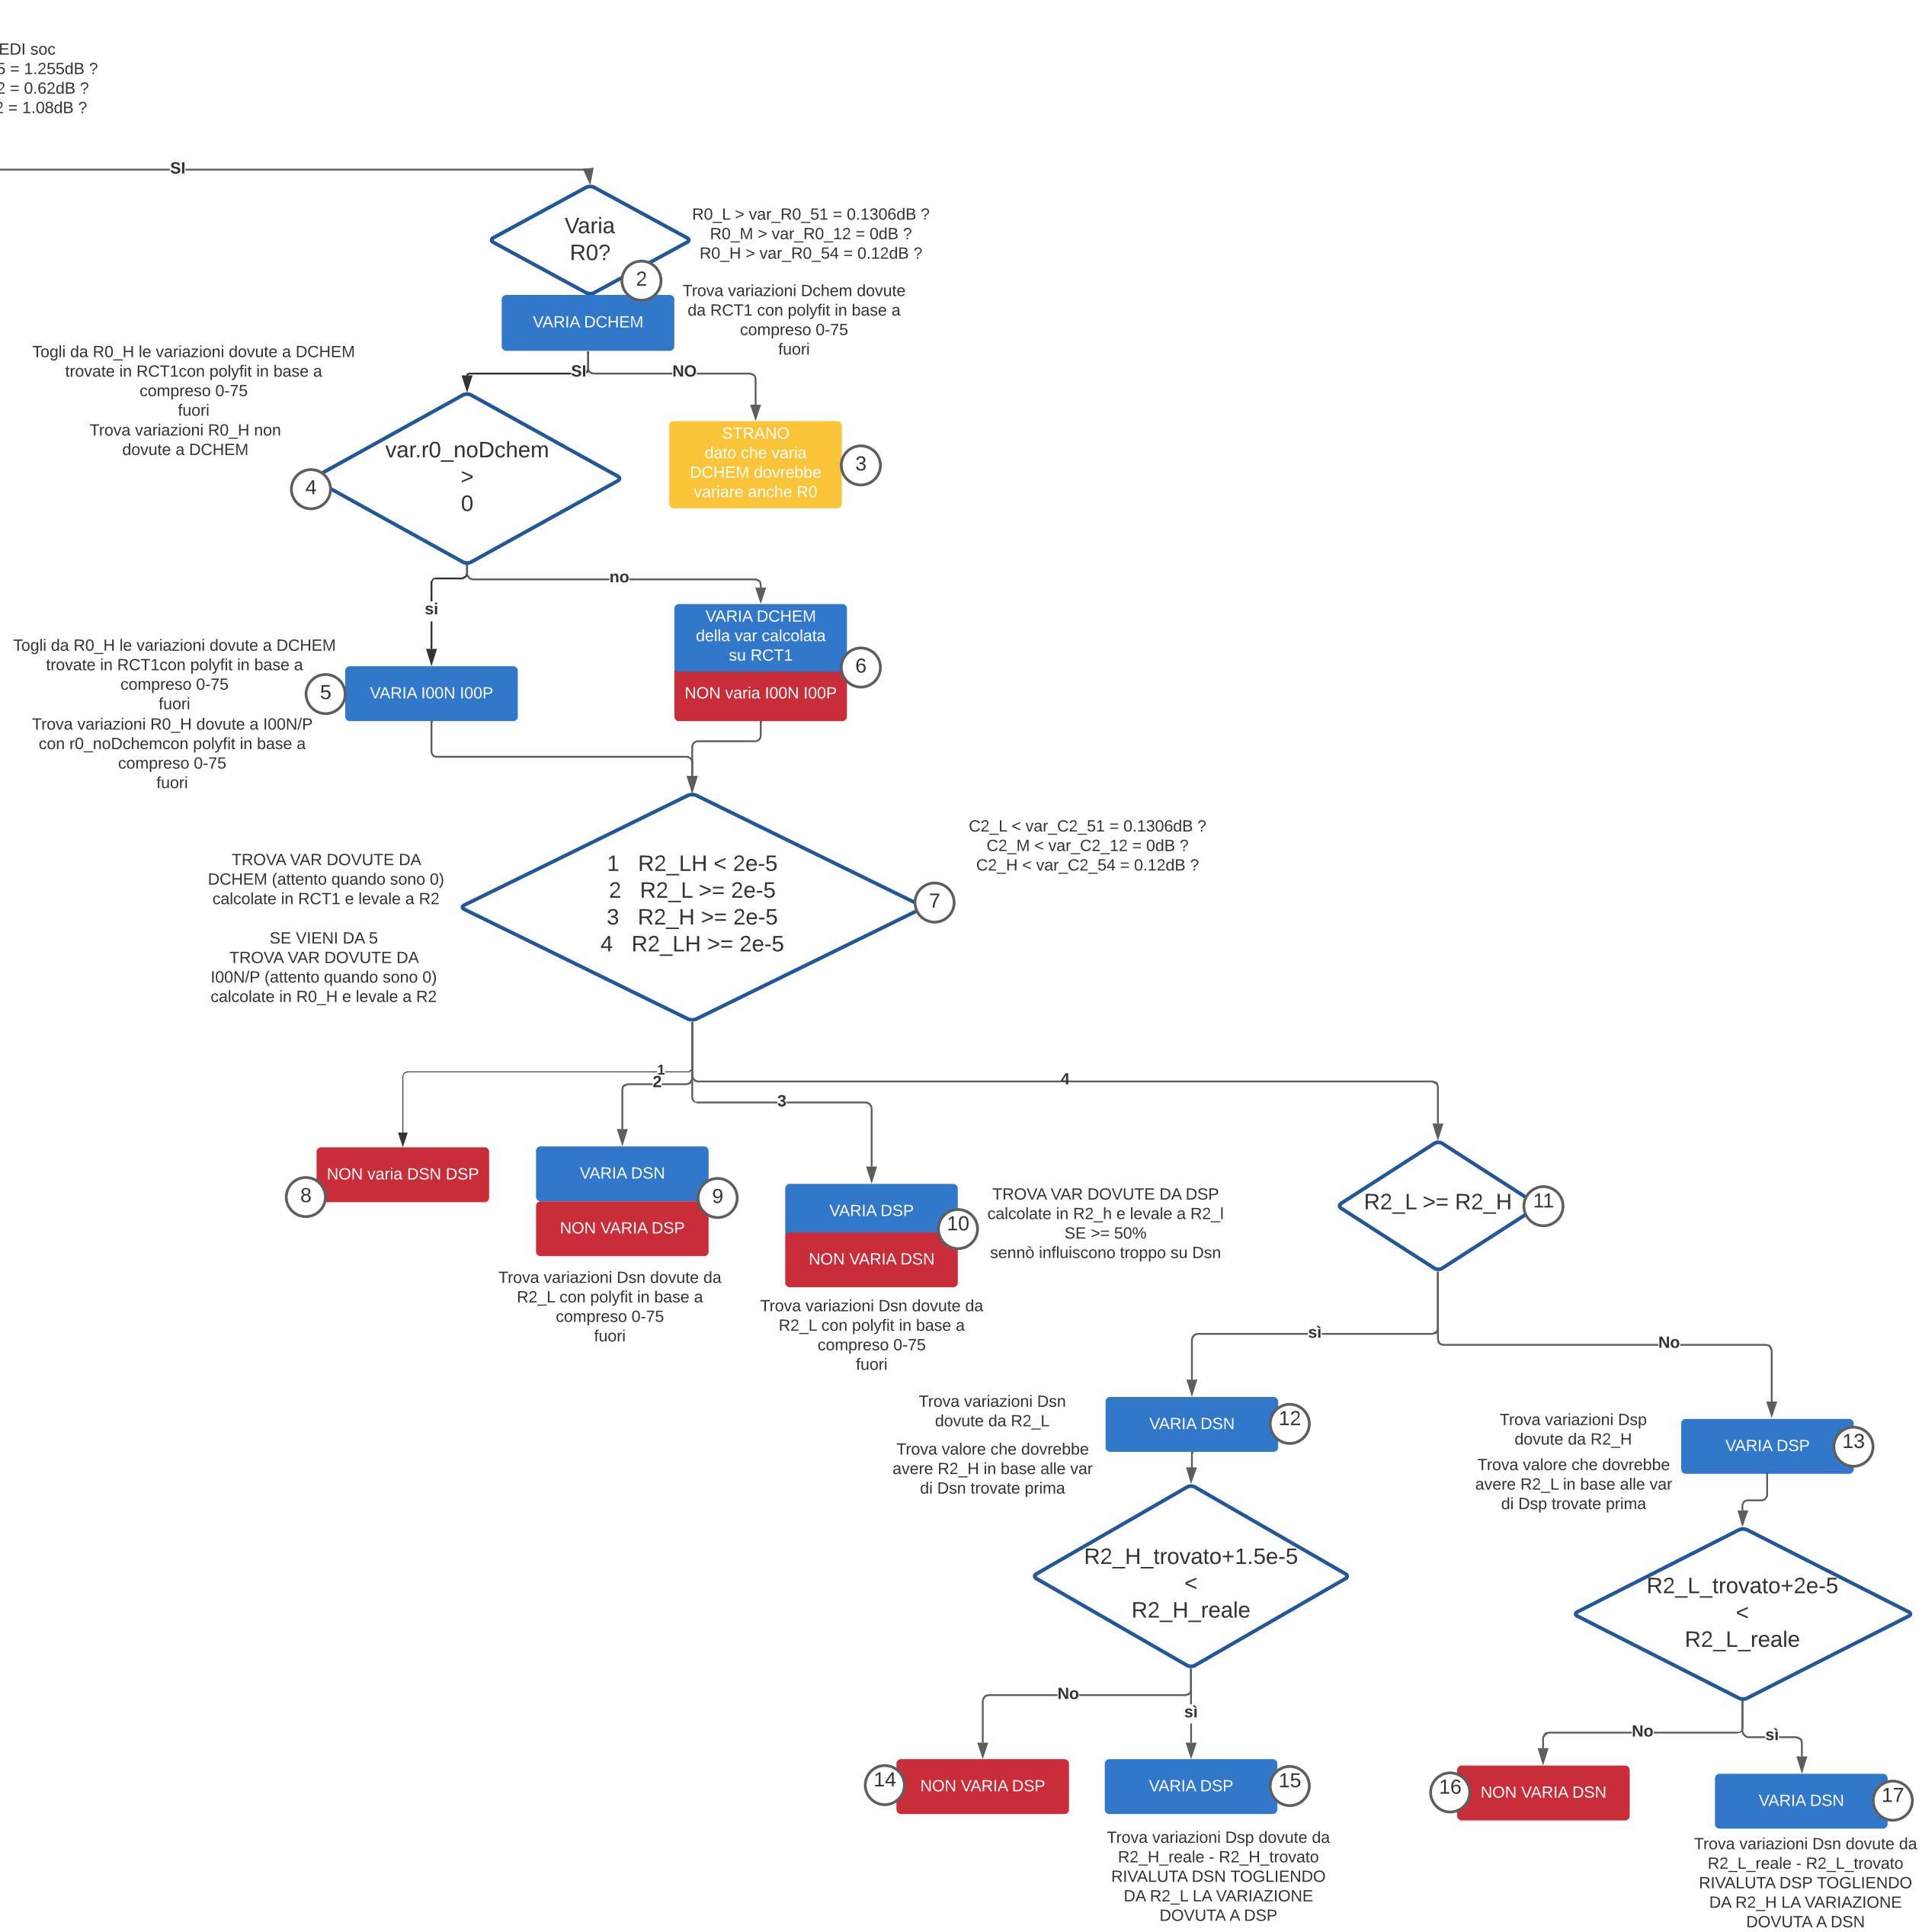 EDI soc
5 = 1.255dB ?
2 = 0.62dB ?
2 = 1.08dB ?
SI
Varia
R0?
2
R0_L > var_R0_51 = 0.1306dB ?
R0_M > var_R0_12 = 0dB ?
R0_H > var_R0_54 = 0.12dB ?
VARIA DCHEM
Trova variazioni Dchem dovute
da RCT1 con polyfit in base a
compreso 0-75
fuori
SI
NO
Togli da R0_H le variazioni dovute a DCHEM
trovate in RCT1con polyfit in base a
compreso 0-75
fuori
Trova variazioni R0_H non
dovute a DCHEM
var.r0_noDchem
>
0
4
STRANO
dato che varia
DCHEM dovrebbe
variare anche R0
3
si
no
Togli da R0_H le variazioni dovute a DCHEM
trovate in RCT1con polyfit in base a
compreso 0-75
fuori
Trova variazioni R0_H dovute a I00N/P
con r0_noDchemcon polyfit in base a
compreso 0-75
fuori
5
VARIA I00N I00P
VARIA DCHEM
della var calcolata
su RCT1
NON varia I00N I00P
6
TROVA VAR DOVUTE DA
DCHEM (attento quando sono 0)
calcolate in RCT1 e levale a R2
SE VIENI DA 5
TROVA VAR DOVUTE DA
I00N/P (attento quando sono 0)
calcolate in R0_H e levale a R2
1 R2_LH < 2e-5
2 R2_L >= 2e-5
3 R2_H >= 2e-5
4 R2_LH >= 2e-5
7
C2_L < var_C2_51 = 0.1306dB ?
C2_M < var_C2_12 = 0dB ?
C2_H < var_C2_54 = 0.12dB ?
1
2
3
4
8
NON varia DSN DSP
VARIA DSN
NON VARIA DSP
9
Trova variazioni Dsn dovute da
R2_L con polyfit in base a
compreso 0-75
fuori
VARIA DSP
NON VARIA DSN
10
Trova variazioni Dsn dovute da
R2_L con polyfit in base a
compreso 0-75
fuori
TROVA VAR DOVUTE DA DSP
calcolate in R2_h e levale a R2_l
SE >= 50%
sennò influiscono troppo su Dsn
R2_L >= R2_H
11
sì
No
Trova variazioni Dsn
dovute da R2_L
Trova valore che dovrebbe
avere R2_H in base alle var
di Dsn trovate prima
VARIA DSN
12
Trova variazioni Dsp
dovute da R2_H
Trova valore che dovrebbe
avere R2_L in base alle var
di Dsp trovate prima
VARIA DSP
13
R2_H_trovato+1.5e-5
<
R2_H_reale
R2_L_trovato+2e-5
<
R2_L_reale
No
sì
No
sì
14
NON VARIA DSP
VARIA DSP
15
Trova variazioni Dsp dovute da
R2_H_reale - R2_H_trovato
RIVALUTA DSN TOGLIENDO
DA R2_L LA VARIAZIONE
DOVUTA A DSP
16
NON VARIA DSN
VARIA DSN
17
Trova variazioni Dsn dovute da
R2_L_reale - R2_L_trovato
RIVALUTA DSP TOGLIENDO
DA R2_H LA VARIAZIONE
DOVUTA A DSN